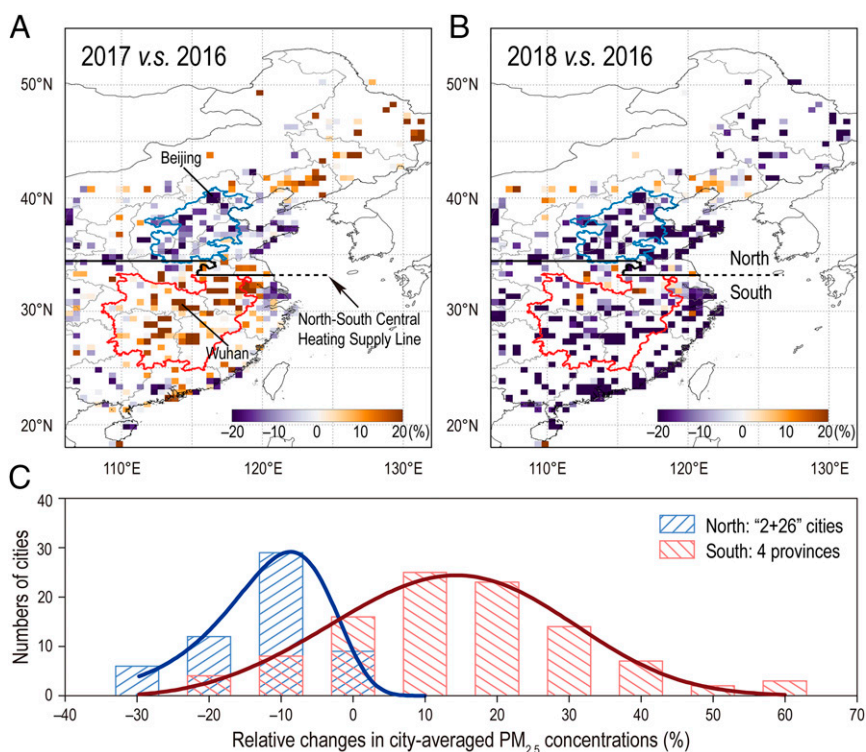 A
2017 v.s. 2016
50°N
40°N
30°N
20°N
Beijing
Wuhan
North-South Central
Heating Supply Line
−20 −10 0 10 20(%)
110°E 120°E 130°E
B
2018 v.s. 2016
North
South
−20 −10 0 10 20(%)
110°E 120°E 130°E
C
Numbers of cities
40
30
20
10
0
North: “2+26” cities
South: 4 provinces
−40 −30 −20 −10 0 10 20 30 40 50 60 70
Relative changes in city-averaged PM2.5 concentrations (%)